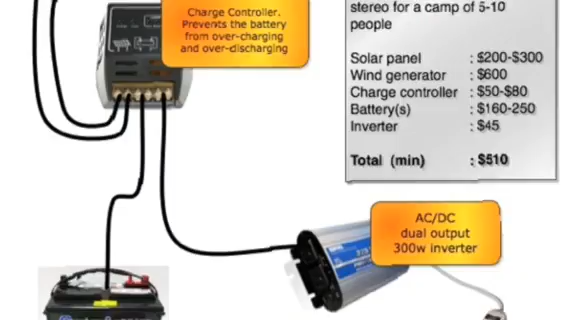 Charge Controller.
Prevents the battery
from over-charging
and over-discharging
stereo for a camp of 5-10
people
Solar panel : $200-$300
Wind generator : $600
Charge controller : $50-$80
Battery(s) : $160-250
Inverter : $45
Total (min) : $510
AC/DC
dual output
300w inverter